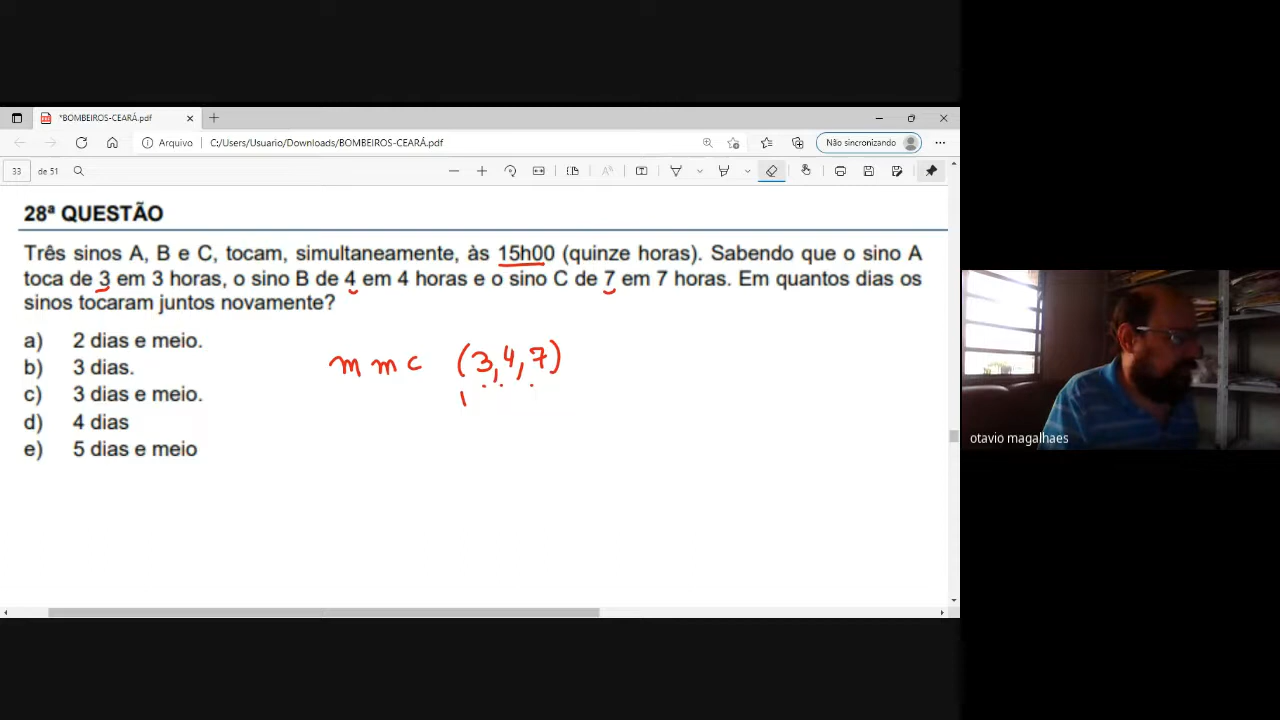 *BOMBEIROS-CEARÁ.pdf
Arquivo
C:/Users/Usuario/Downloads/BOMBEIROS-CEARÁ.pdf
Não sincronizando
33
de 51
28ª QUESTÃO
Três sinos A, B e C, tocam, simultaneamente, às 15h00 (quinze horas). Sabendo que o sino A
toca de 3 em 3 horas, o sino B de 4 em 4 horas e o sino C de 7 em 7 horas. Em quantos dias os
sinos tocaram juntos novamente?
a) 2 dias e meio.
b) 3 dias.
c) 3 dias e meio.
d) 4 dias
e) 5 dias e meio
m m c (3,4,7)
otavio magalhaes